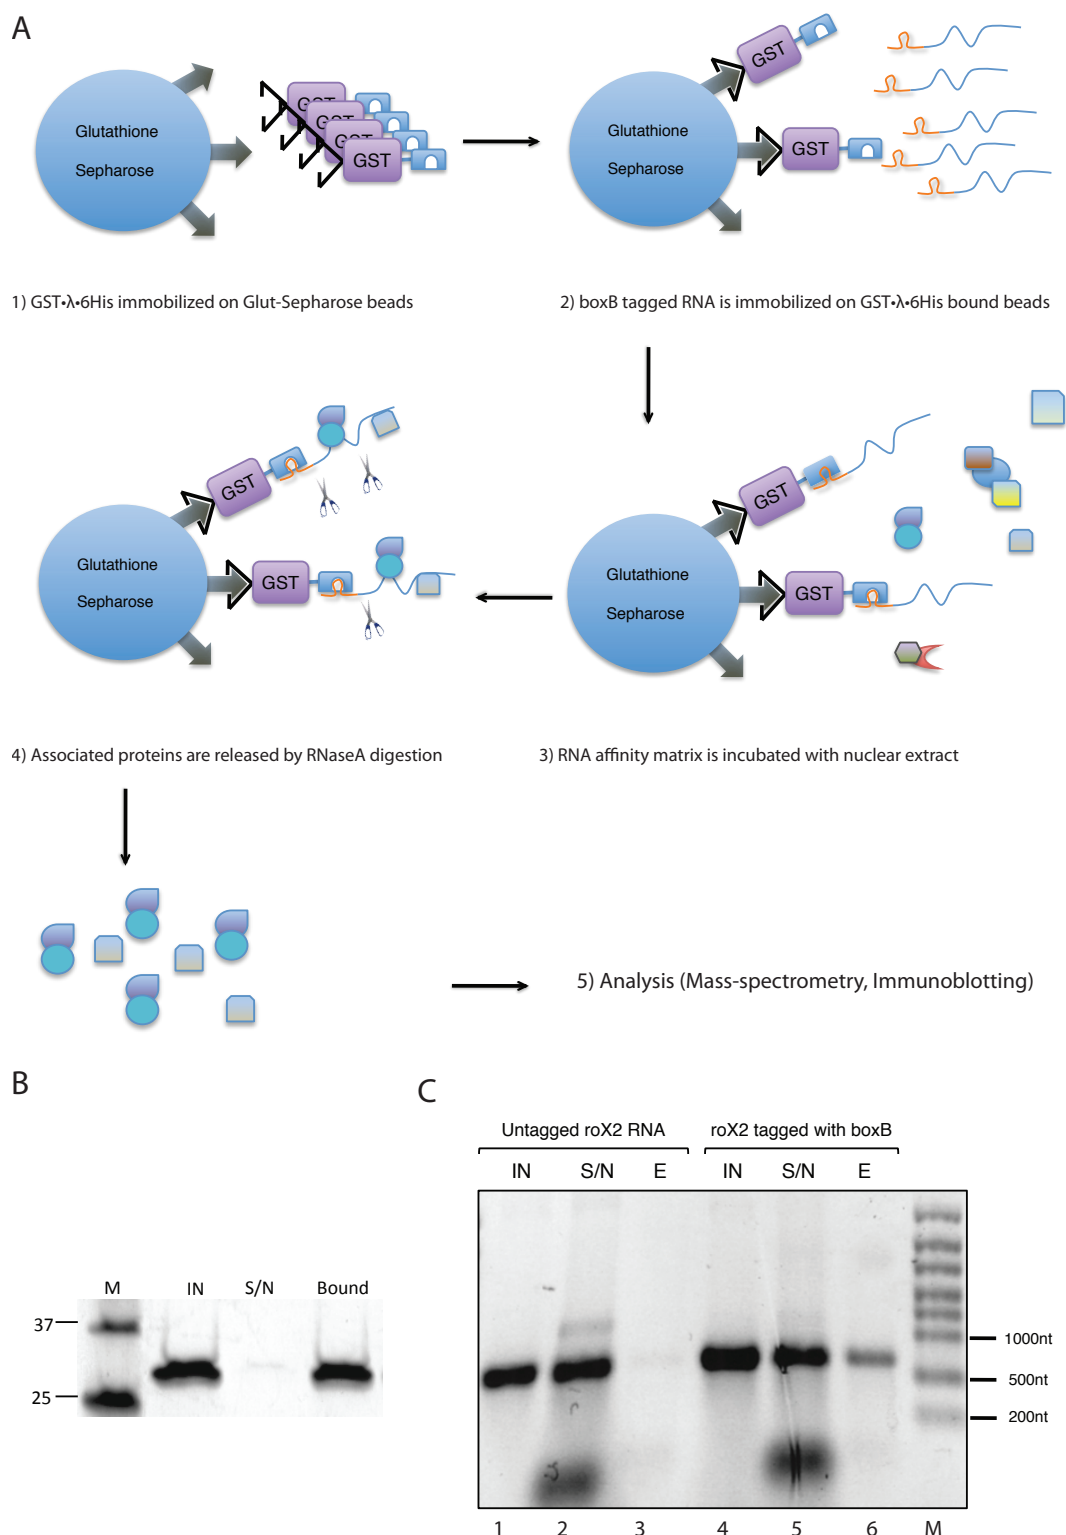 A
Glutathione
Sepharose
GST
GST
GST
GST
Glutathione
Sepharose
GST
GST
1) GST•λ•6His immobilized on Glut-Sepharose beads
2) boxB tagged RNA is immobilized on GST•λ•6His bound beads
Glutathione
Sepharose
GST
GST
Glutathione
Sepharose
GST
GST
4) Associated proteins are released by RNaseA digestion
3) RNA affinity matrix is incubated with nuclear extract
5) Analysis (Mass-spectrometry, Immunoblotting)
B
M IN S/N Bound
37
25
C
Untagged roX2 RNA roX2 tagged with boxB
IN S/N E IN S/N E
1000nt
500nt
200nt
1 2 3 4 5 6 M